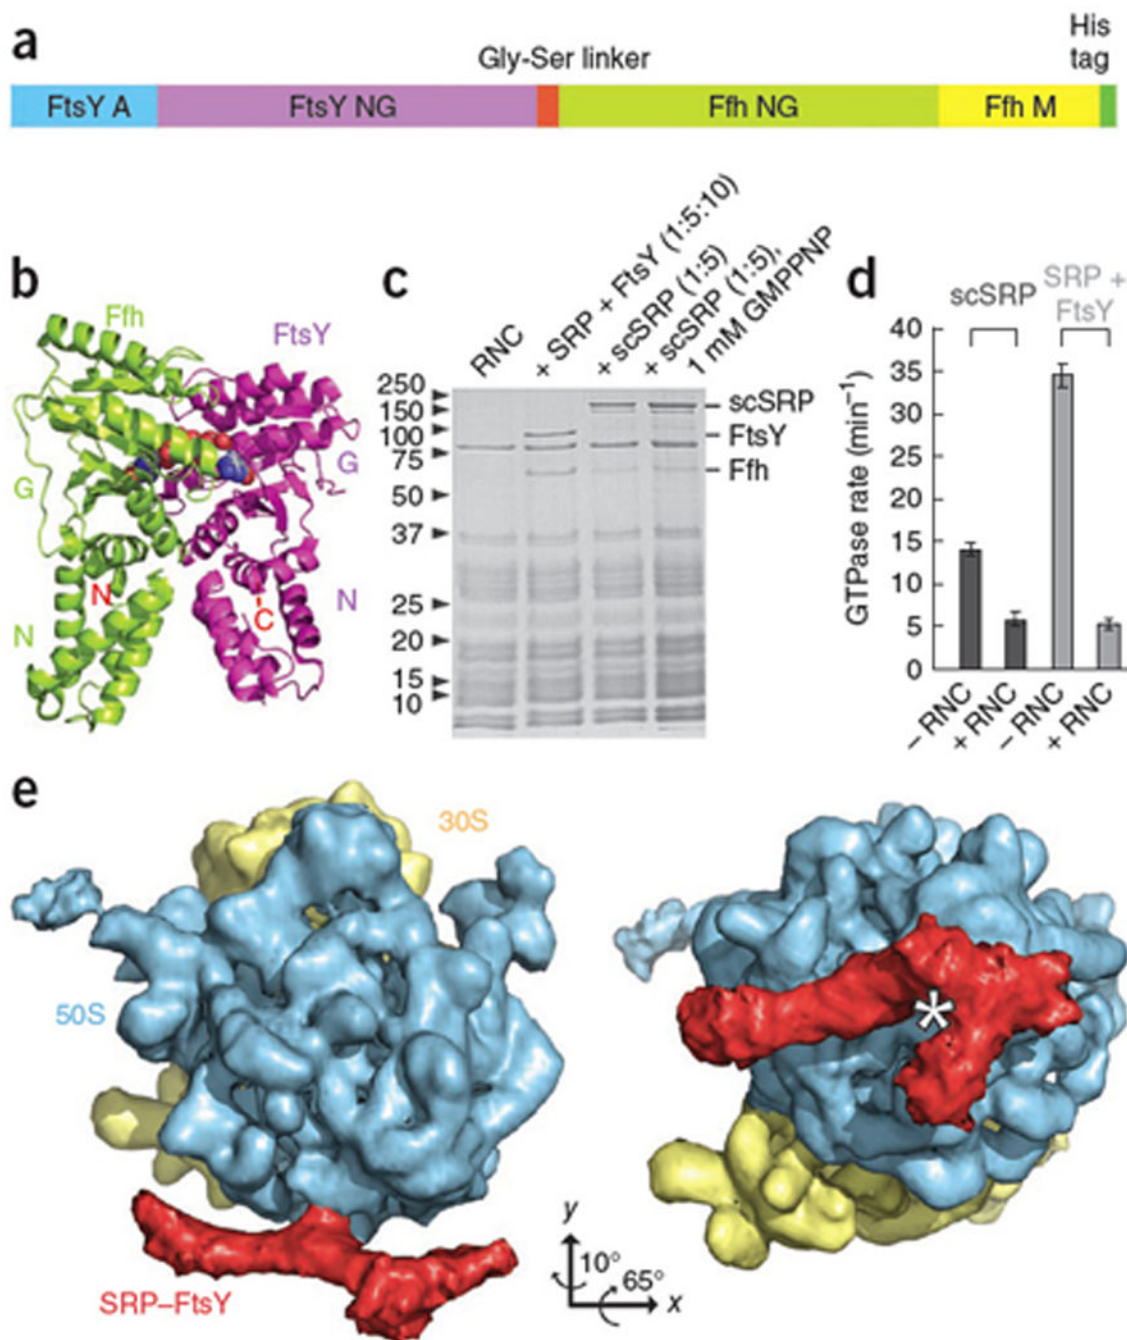 a
Gly-Ser linker
His
tag
FtsY A
FtsY NG
Ffh NG
Ffh M
b
Ffh
FtsY
G
G
N
N
C
N
c
RNC
+ SRP + FtsY (1:5:10)
+ scSRP (1:5)
+ scSRP (1:5),
1 mM GMPPNP
250
150
100
75
50
37
25
20
15
10
scSRP
FtsY
Ffh
d
scSRP
SRP +
FtsY
GTPase rate (min⁻¹)
40
35
30
25
20
15
10
5
0
– RNC
+ RNC
– RNC
+ RNC
e
30S
50S
SRP–FtsY
*
y
10°
65°
x